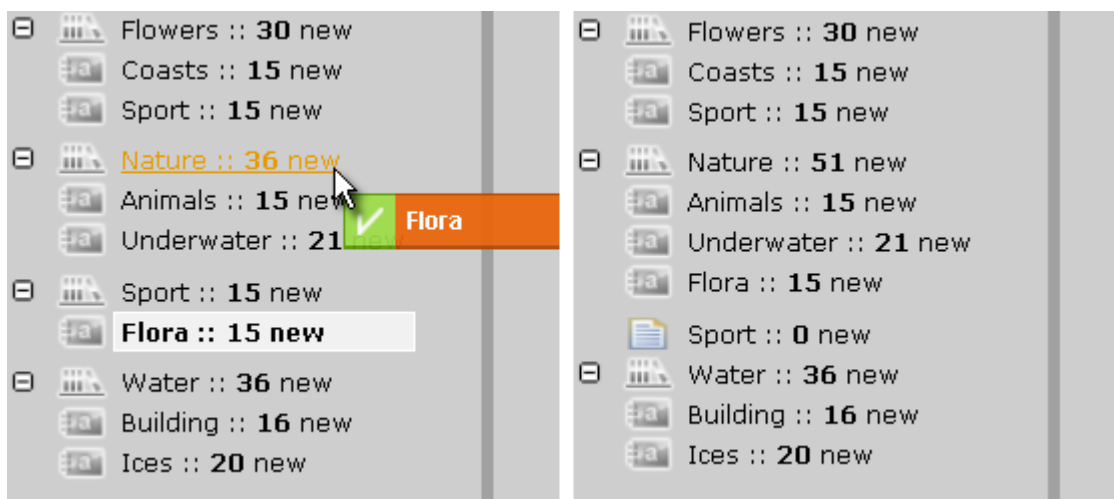 Flowers :: 30 new
Coasts :: 15 new
Sport :: 15 new
Nature :: 36 new
Animals :: 15 new
Flora
Underwater :: 21 new
Sport :: 15 new
Flora :: 15 new
Water :: 36 new
Building :: 16 new
Ices :: 20 new
Flowers :: 30 new
Coasts :: 15 new
Sport :: 15 new
Nature :: 51 new
Animals :: 15 new
Underwater :: 21 new
Flora :: 15 new
Sport :: 0 new
Water :: 36 new
Building :: 16 new
Ices :: 20 new